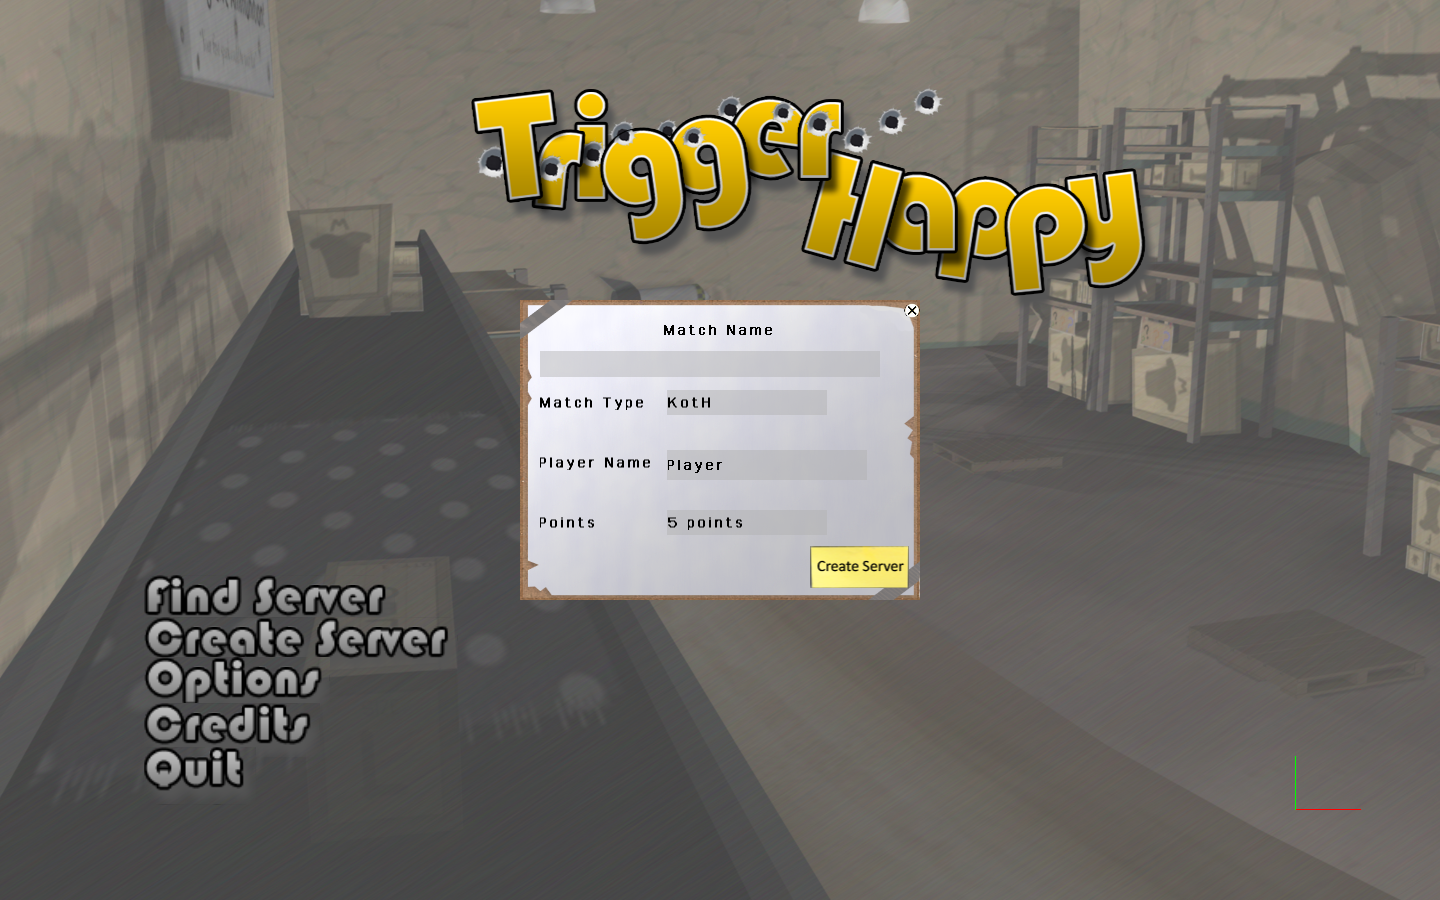 Trigger
Happy
Match Name
Match Type KotH
Player Name Player
Points 5 points
Create Server
Find Server
Create Server
Options
Credits
Quit